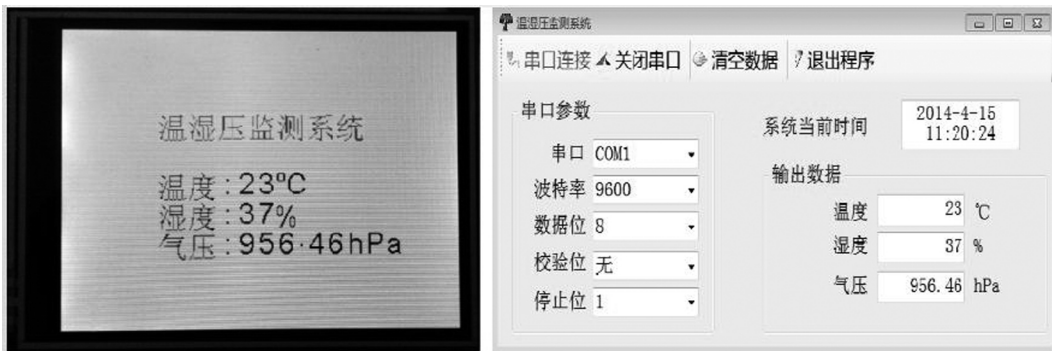 温湿压监测系统
温度:23℃
湿度:37%
气压:956·46hPa
温湿压监测系统
串口连接 关闭串口 清空数据 退出程序
串口参数
串口 COM1
波特率 9600
数据位 8
校验位 无
停止位 1
系统当前时间 2014-4-15
11:20:24
输出数据
温度 23 ℃
湿度 37 %
气压 956.46 hPa